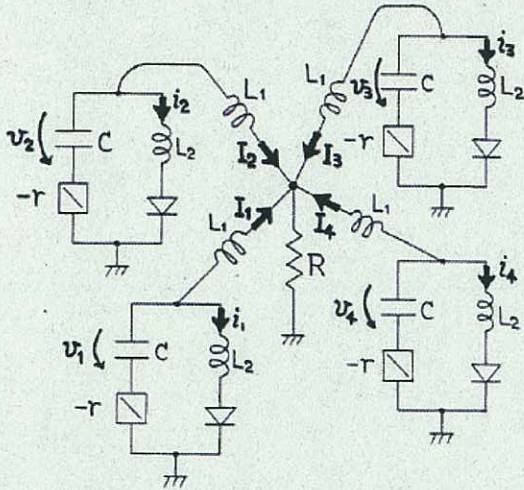 L₁
L₁
i₂
i₃
v₂
C
L₂
v₃
C
L₂
-r
-r
I₂
I₃
I₁
I₄
L₁
L₁
R
i₁
i₄
v₁
C
L₂
v₄
C
L₂
-r
-r